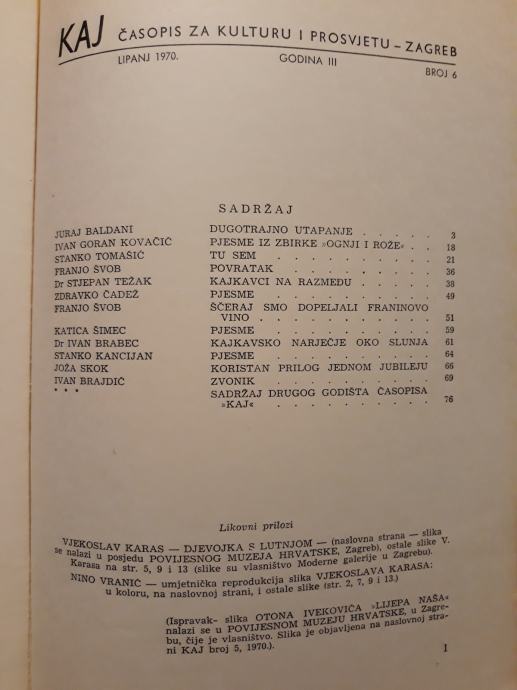 KAJ ČASOPIS ZA KULTURU I PROSVJETU – ZAGREB
LIPANJ 1970. GODINA III BROJ 6
SADRŽAJ
JURAJ BALDANI DUGOTRAJNO UTAPANJE . . . . . 3
IVAN GORAN KOVAČIĆ PJESME IZ ZBIRKE »OGNJI I ROŽE« . . 18
STANKO TOMAŠIĆ TU SEM . . . . . . . . . 21
FRANJO ŠVOB POVRATAK . . . . . . . . . 36
Dr STJEPAN TEŽAK KAJKAVCI NA RAZMEĐU . . . . . 38
ZDRAVKO ČADEŽ PJESME . . . . . . . . . 49
FRANJO ŠVOB ŠČERAJ SMO DOPELJALI FRANINOVO
VINO . . . . . . . . . . 51
KATICA ŠIMEC PJESME . . . . . . . . . 59
Dr IVAN BRABEC KAJKAVSKO NARJEČJE OKO SLUNJA 61
STANKO KANCIJAN PJESME . . . . . . . . . 64
JOŽA SKOK KORISTAN PRILOG JEDNOM JUBILEJU 66
IVAN BRAJDIĆ ZVONIK . . . . . . . . . 69
* * * SADRŽAJ DRUGOG GODIŠTA ČASOPISA
»KAJ« . . . . . . . . . 76
Likovni prilozi
VJEKOSLAV KARAS — DJEVOJKA S LUTNJOM — (naslovna strana — slika
se nalazi u posjedu POVIJESNOG MUZEJA HRVATSKE, Zagreb), ostale slike V.
Karasa na str. 5, 9 i 13 (slike su vlasništvo Moderne galerije u Zagrebu).
NINO VRANIĆ — umjetnička reprodukcija slika VJEKOSLAVA KARASA:
u koloru, na naslovnoj strani, i ostale slike (str. 2, 7, 9 i 13.)
(Ispravak- slika OTONA IVEKOVIĆA »LIJEPA NAŠA«
nalazi se u POVIJESNOM MUZEJU HRVATSKE, u Zagre-
bu, čije je vlasništvo. Slika je objavljena na naslovnoj stra-
ni KAJ broj 5, 1970.).
1